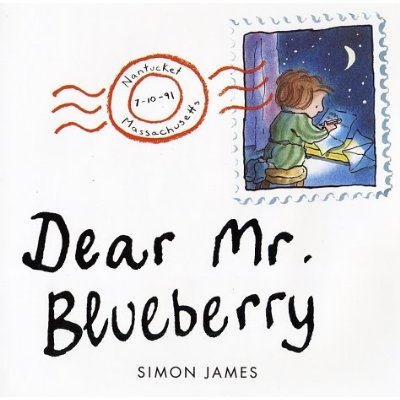 Nantucket
7-10-91
Massachusetts
Dear Mr.
Blueberry
SIMON JAMES